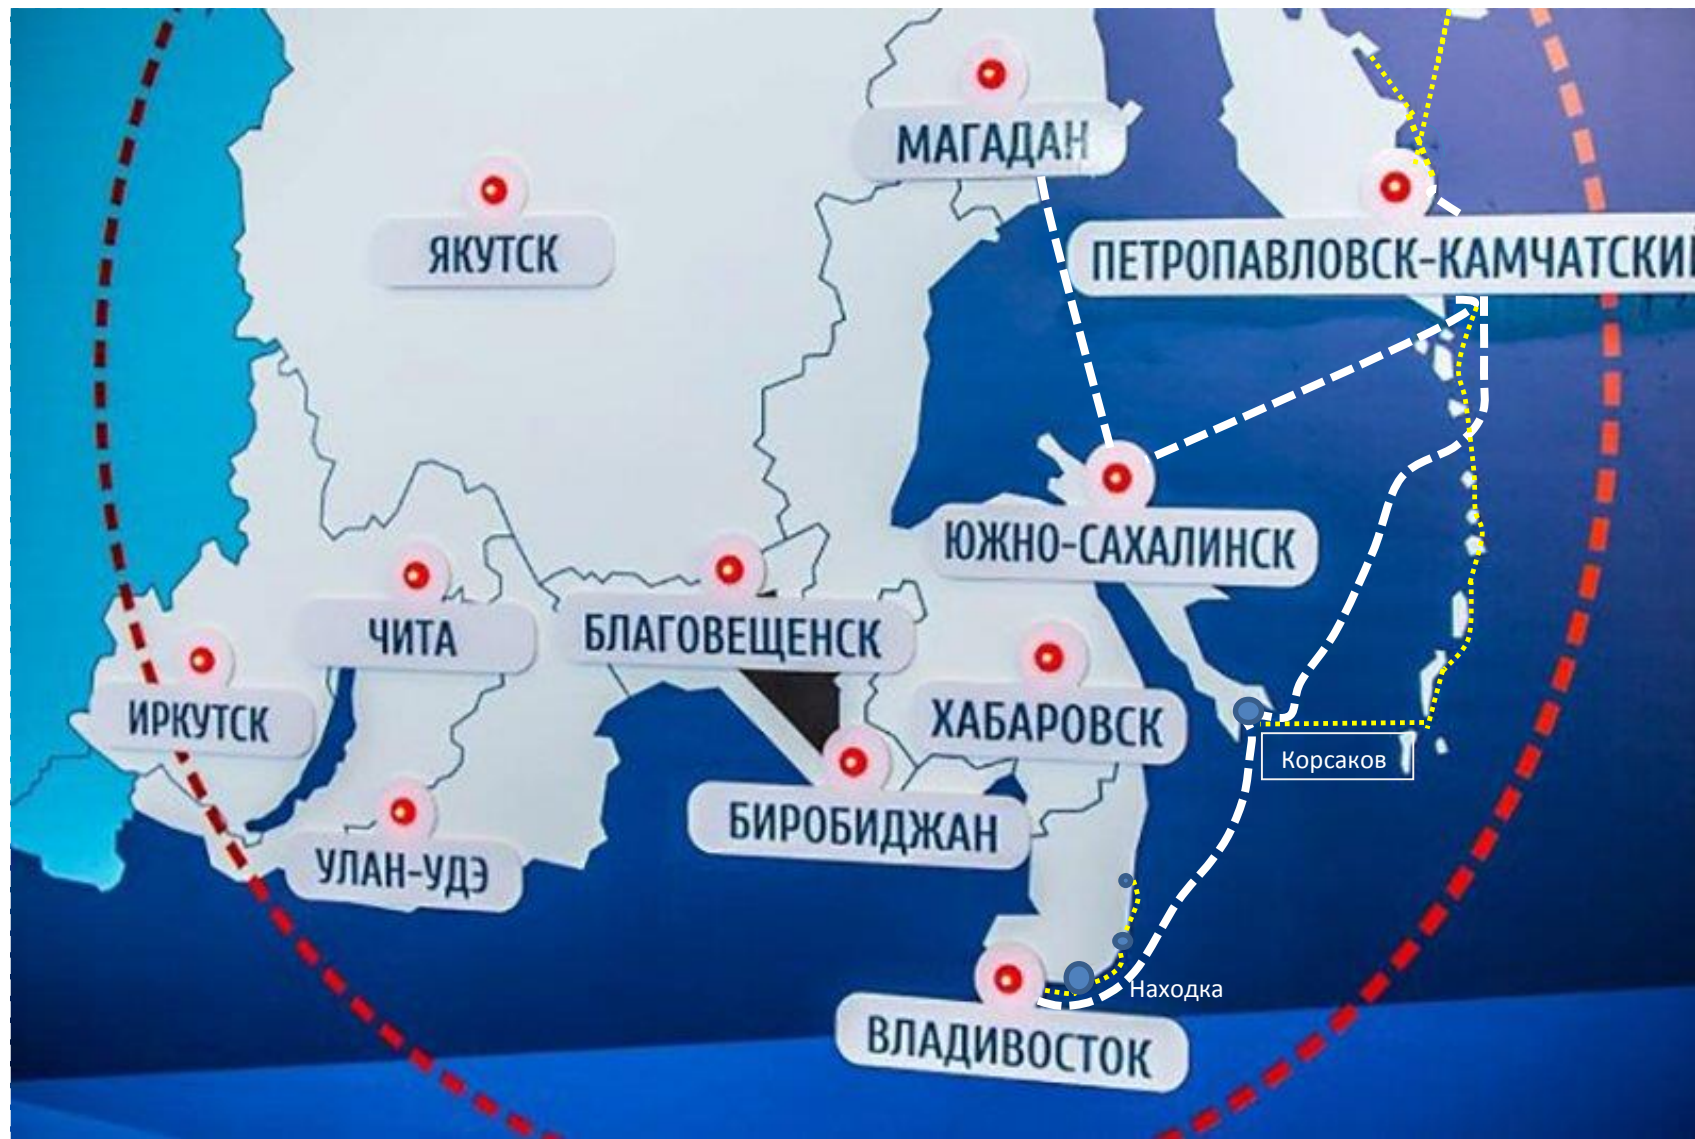 МАГАДАН
ЯКУТСК
ПЕТРОПАВЛОВСК-КАМЧАТСКИЙ
ЮЖНО-САХАЛИНСК
ЧИТА
БЛАГОВЕЩЕНСК
ИРКУТСК
ХАБАРОВСК
Корсаков
БИРОБИДЖАН
УЛАН-УДЭ
Находка
ВЛАДИВОСТОК